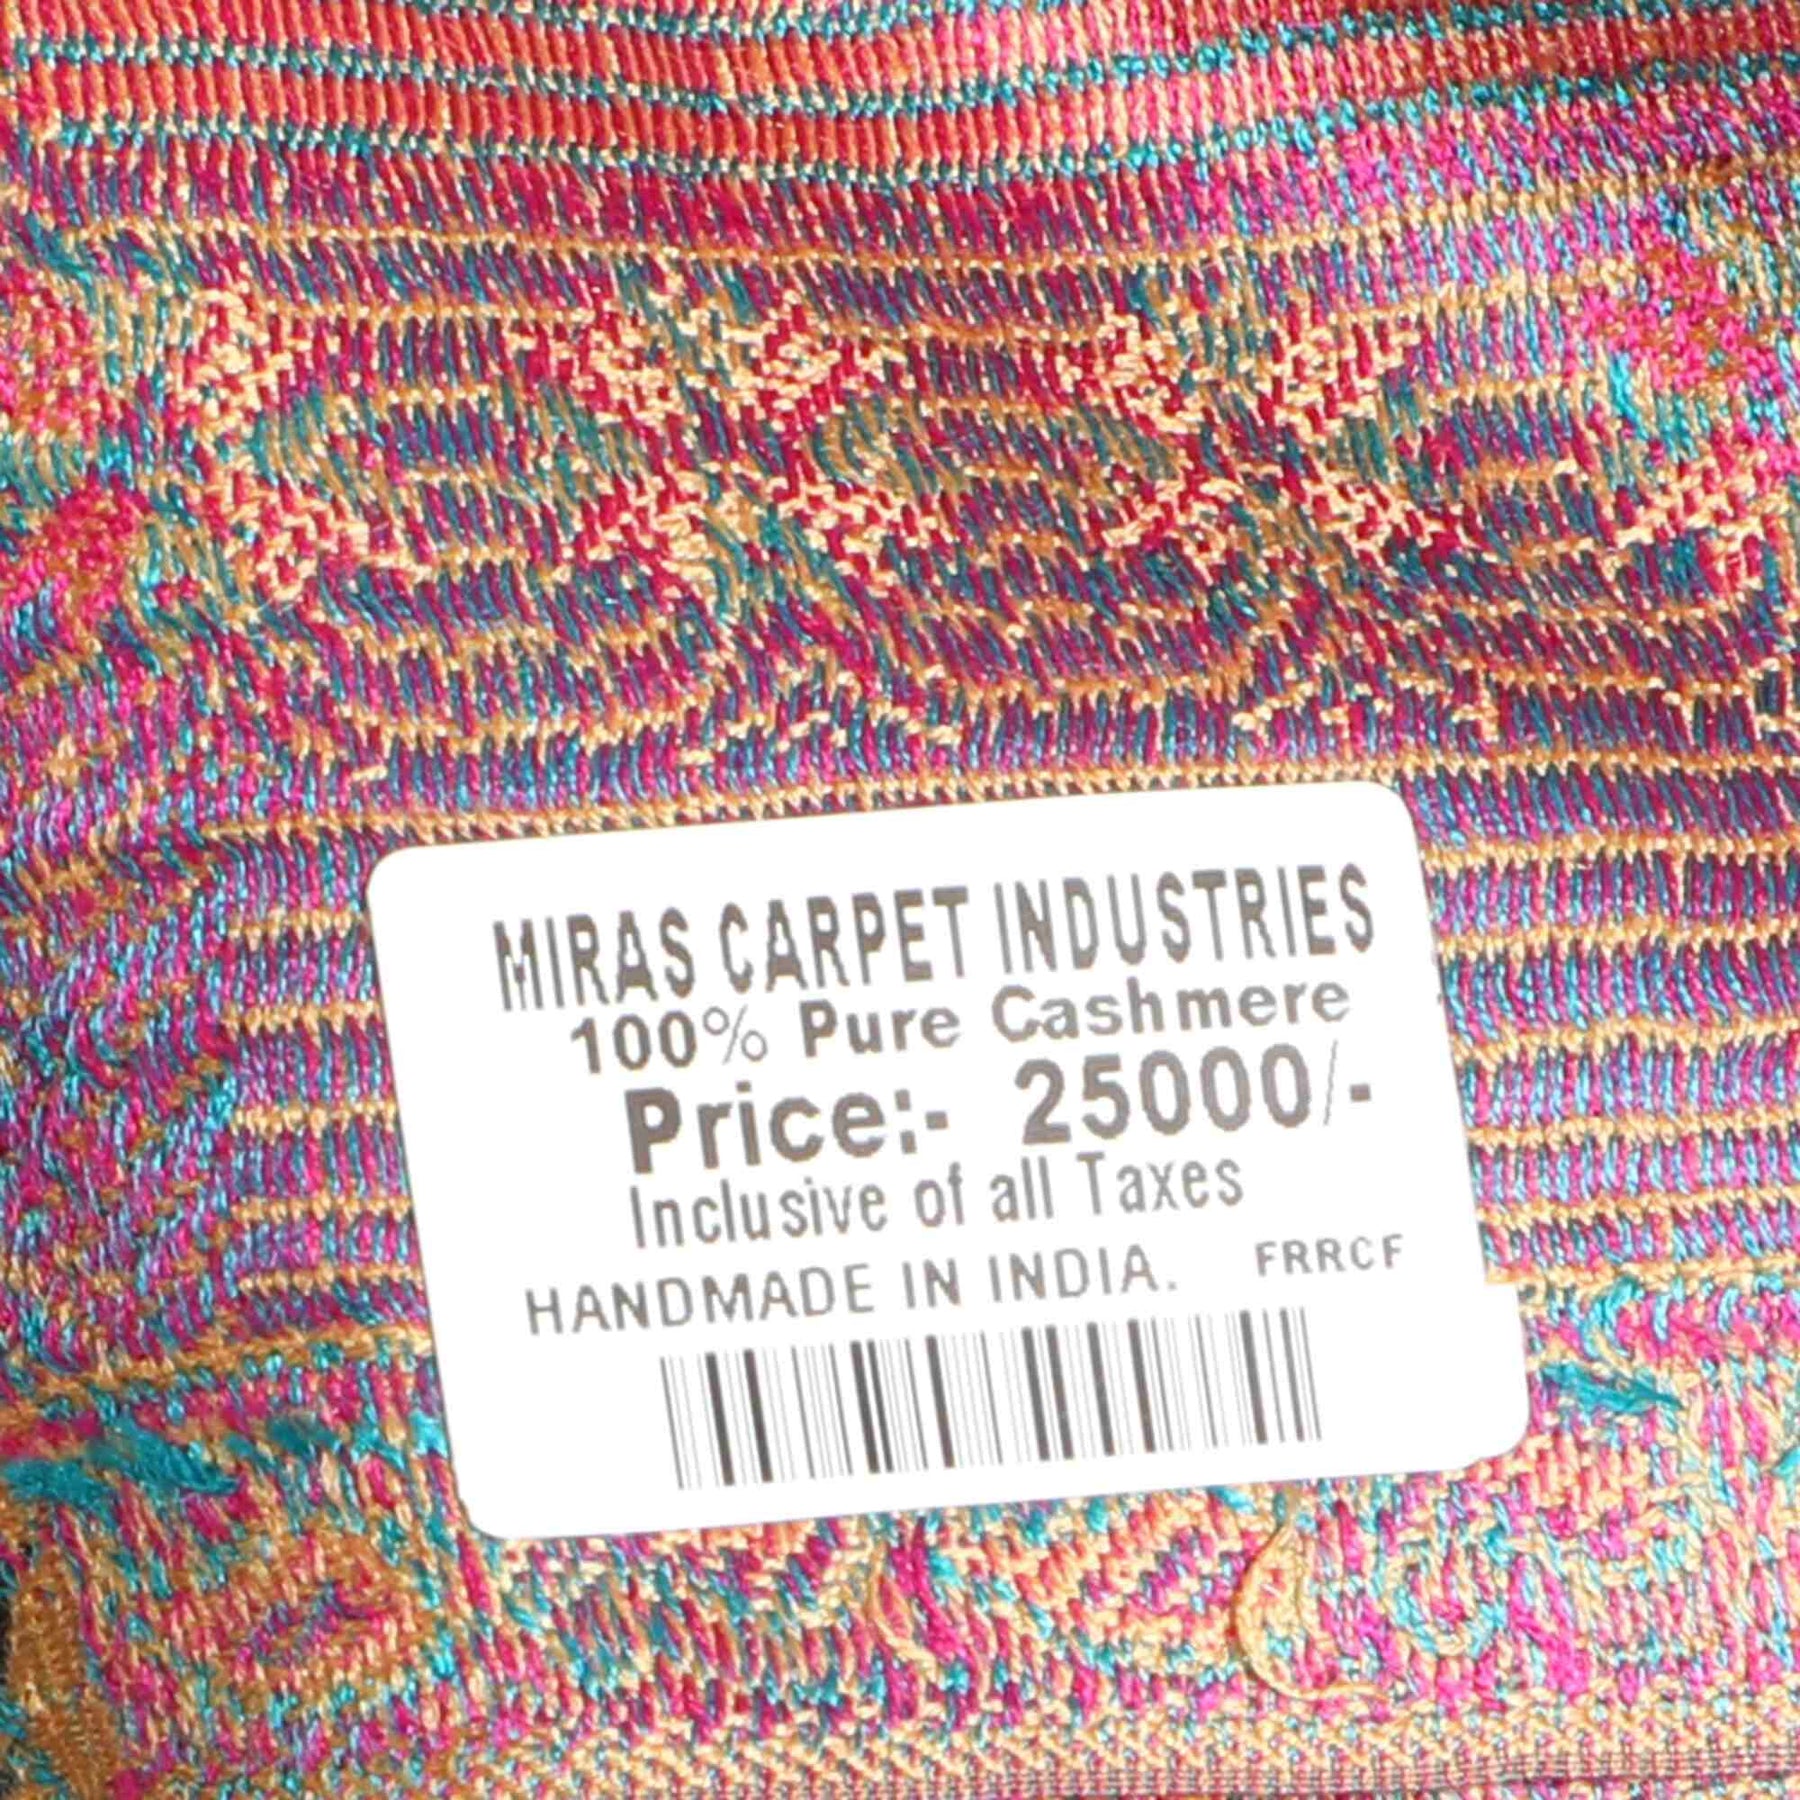 MIRAS CARPET INDUSTRIES
100% Pure Cashmere
Price:- 25000/-
Inclusive of all Taxes
HANDMADE IN INDIA. FRRCF